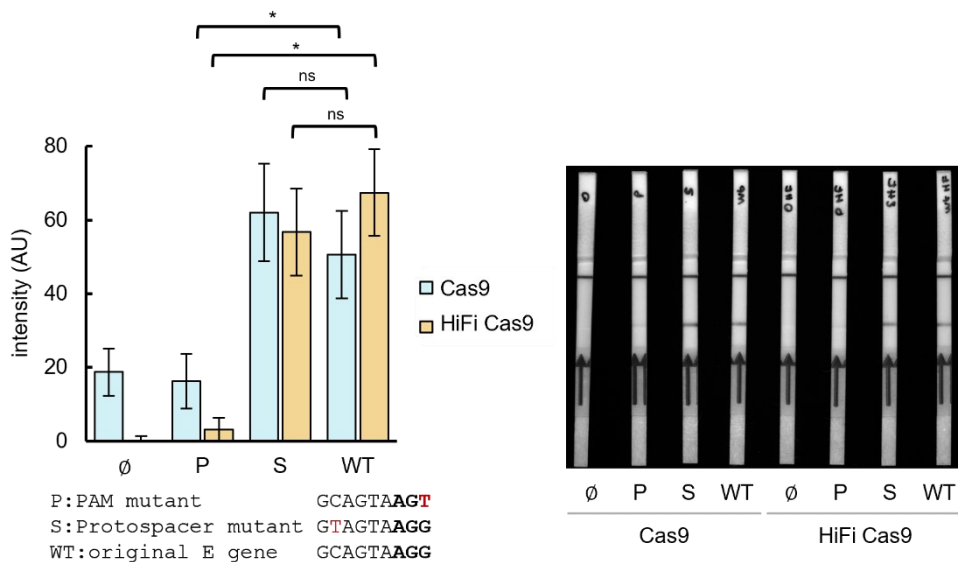 *
*
ns
ns
80
60
40
20
0
intensity (AU)
Cas9
HiFi Cas9
ø P S WT
P:PAM mutant GCAGTAAGT
S:Protospacer mutant GTAGTAAGG
WT:original E gene GCAGTAAGG
ø P S WT ø P S WT
Cas9 HiFi Cas9